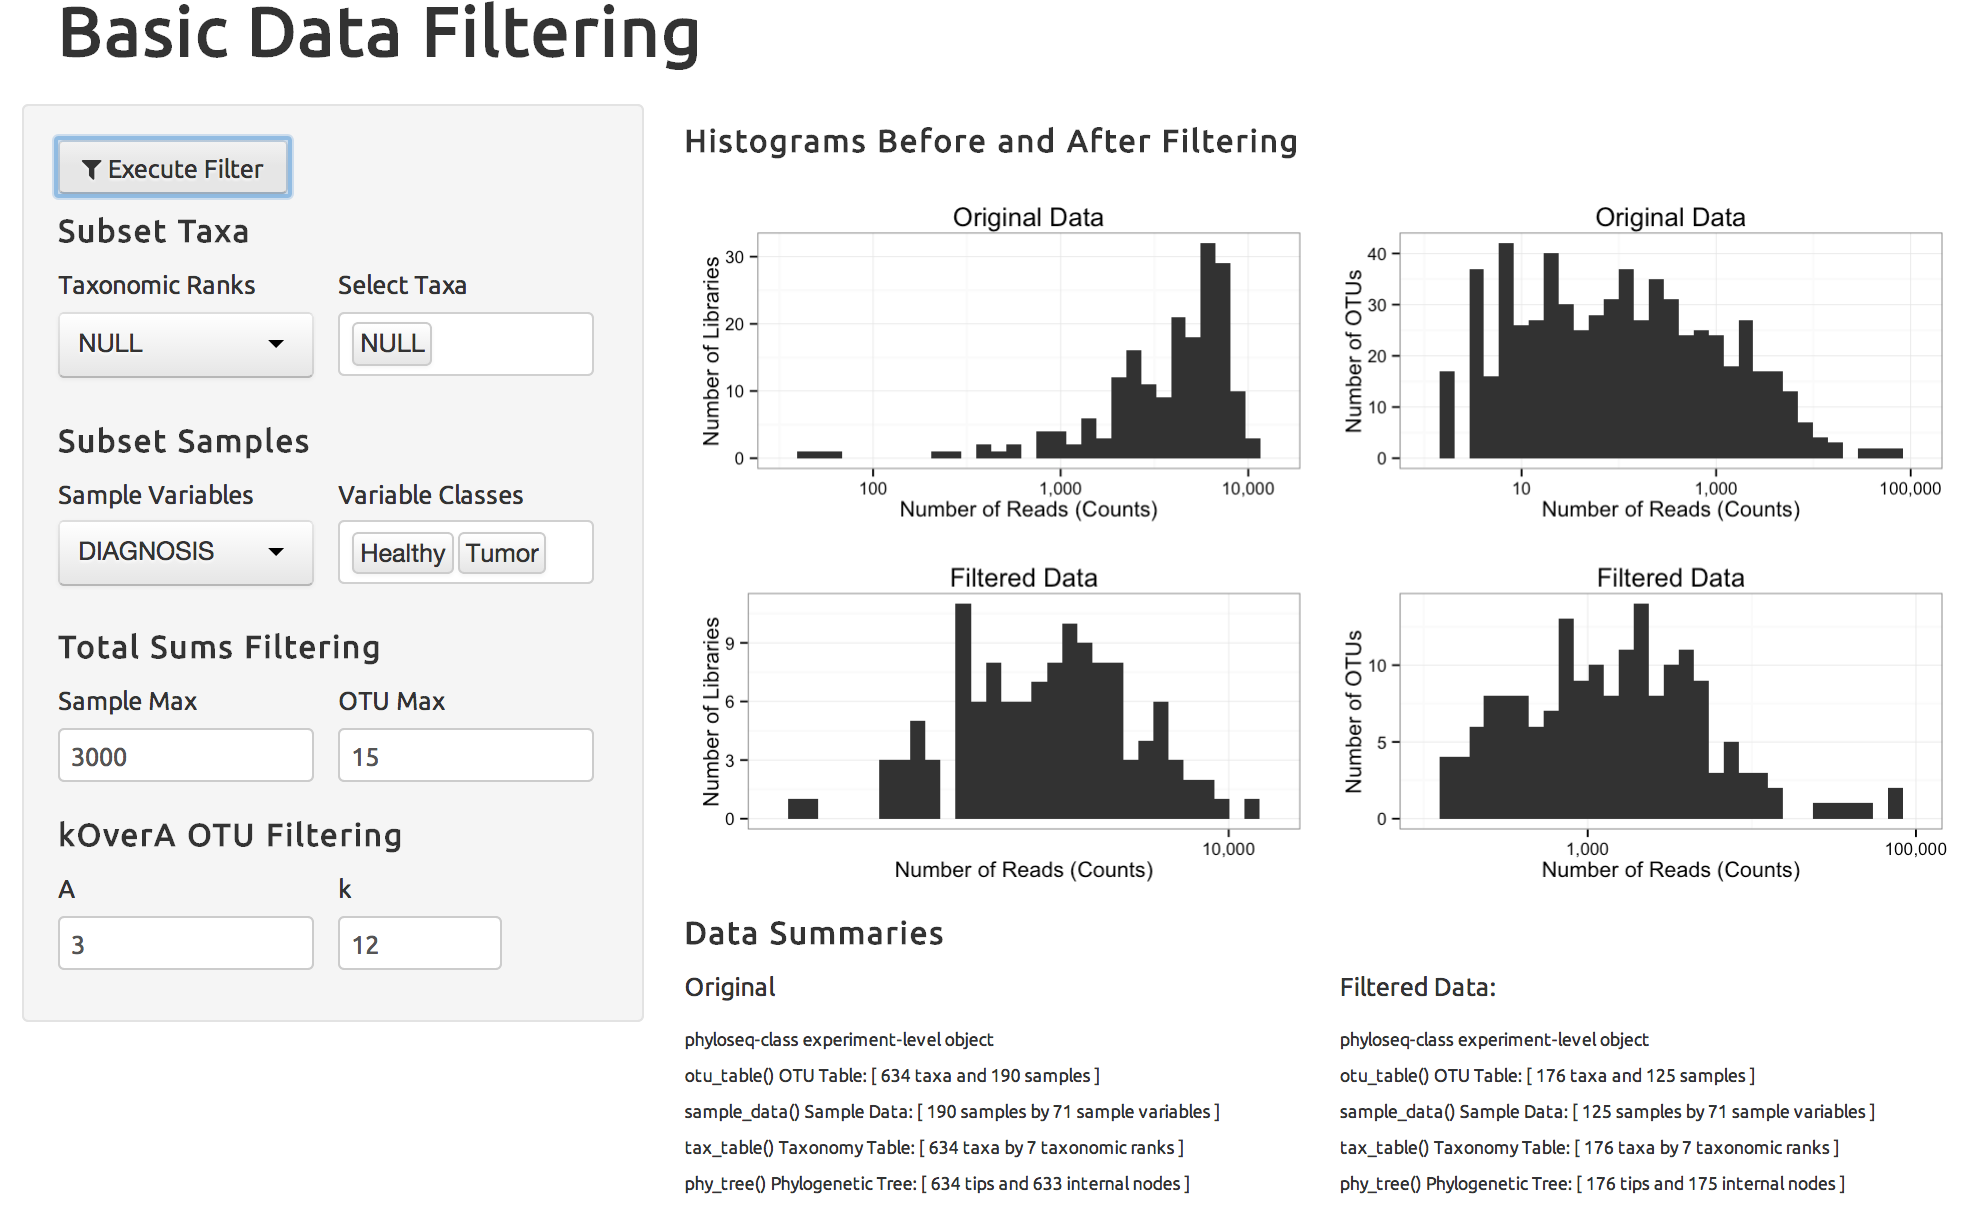 Basic Data Filtering
Execute Filter
Subset Taxa
Taxonomic Ranks
Select Taxa
NULL
NULL
Subset Samples
Sample Variables
Variable Classes
DIAGNOSIS
Healthy Tumor
Total Sums Filtering
Sample Max
OTU Max
3000
15
kOverA OTU Filtering
A
k
3
12
Histograms Before and After Filtering
Original Data
Number of Libraries
30
20
10
0
100 1,000 10,000
Number of Reads (Counts)
Original Data
Number of OTUs
40
30
20
10
0
10 1,000 100,000
Number of Reads (Counts)
Filtered Data
Number of Libraries
9
6
3
0
10,000
Number of Reads (Counts)
Filtered Data
Number of OTUs
10
5
0
1,000 100,000
Number of Reads (Counts)
Data Summaries
Original
phyloseq-class experiment-level object
otu_table() OTU Table: [ 634 taxa and 190 samples ]
sample_data() Sample Data: [ 190 samples by 71 sample variables ]
tax_table() Taxonomy Table: [ 634 taxa by 7 taxonomic ranks ]
phy_tree() Phylogenetic Tree: [ 634 tips and 633 internal nodes ]
Filtered Data:
phyloseq-class experiment-level object
otu_table() OTU Table: [ 176 taxa and 125 samples ]
sample_data() Sample Data: [ 125 samples by 71 sample variables ]
tax_table() Taxonomy Table: [ 176 taxa by 7 taxonomic ranks ]
phy_tree() Phylogenetic Tree: [ 176 tips and 175 internal nodes ]